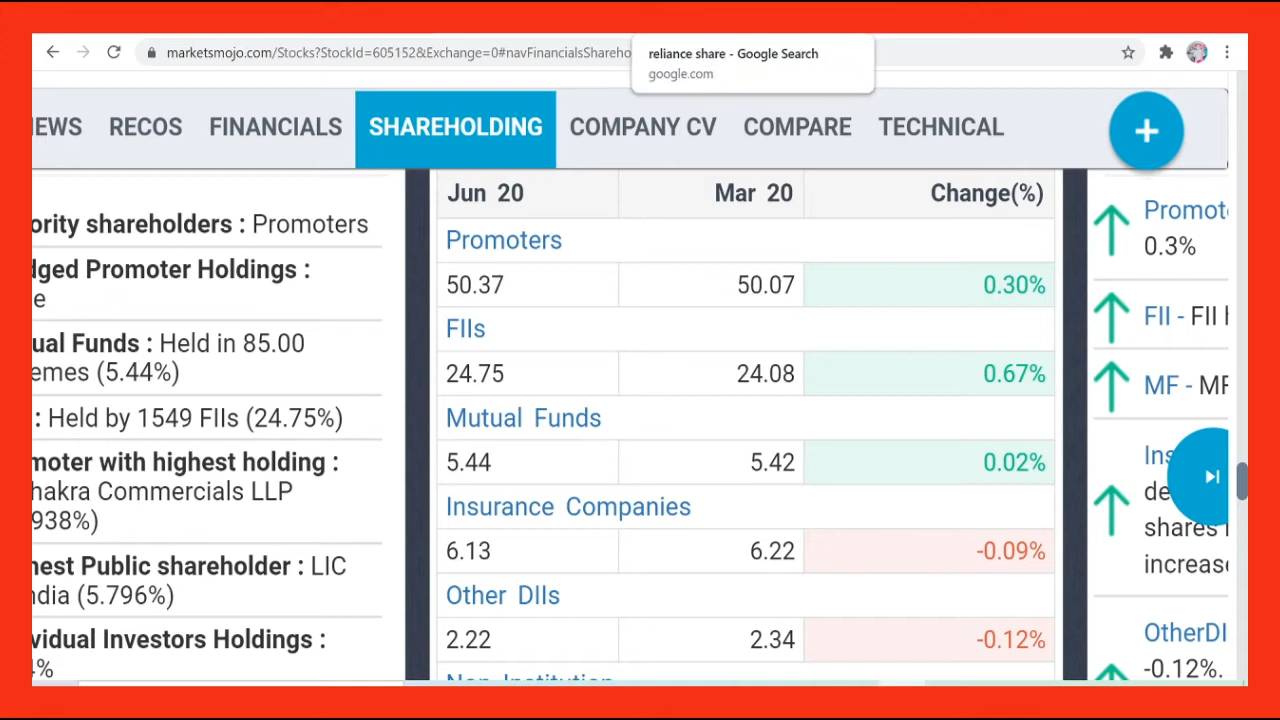 marketsmojo.com/Stocks?StockId=605152&Exchange=0#navFinancialsShareho
reliance share - Google Search
google.com
EWS RECOS FINANCIALS SHAREHOLDING COMPANY CV COMPARE TECHNICAL
+
ority shareholders : Promoters
dged Promoter Holdings :
e
ual Funds : Held in 85.00
emes (5.44%)
: Held by 1549 FIIs (24.75%)
moter with highest holding :
hakra Commercials LLP
938%)
hest Public shareholder : LIC
ndia (5.796%)
vidual Investors Holdings :
4%
Jun 20 Mar 20 Change(%)
Promoters
50.37 50.07 0.30%
FIIs
24.75 24.08 0.67%
Mutual Funds
5.44 5.42 0.02%
Insurance Companies
6.13 6.22 -0.09%
Other DIIs
2.22 2.34 -0.12%
Non Institution
Promot
0.3%
FII - FII
MF - MF
Ins
de
shares
increas
OtherDI
-0.12%.